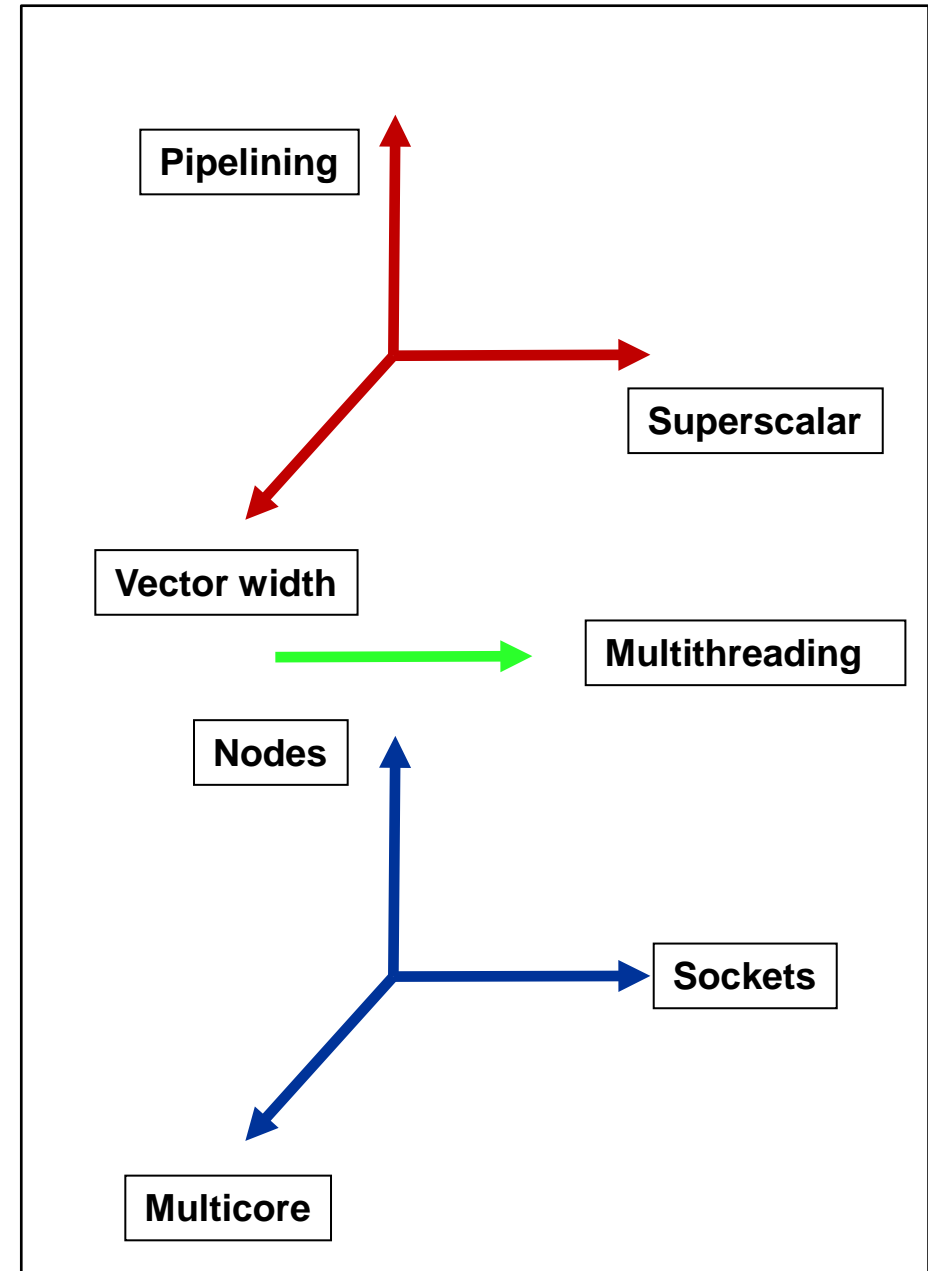 Pipelining
Superscalar
Vector width
Multithreading
Nodes
Sockets
Multicore